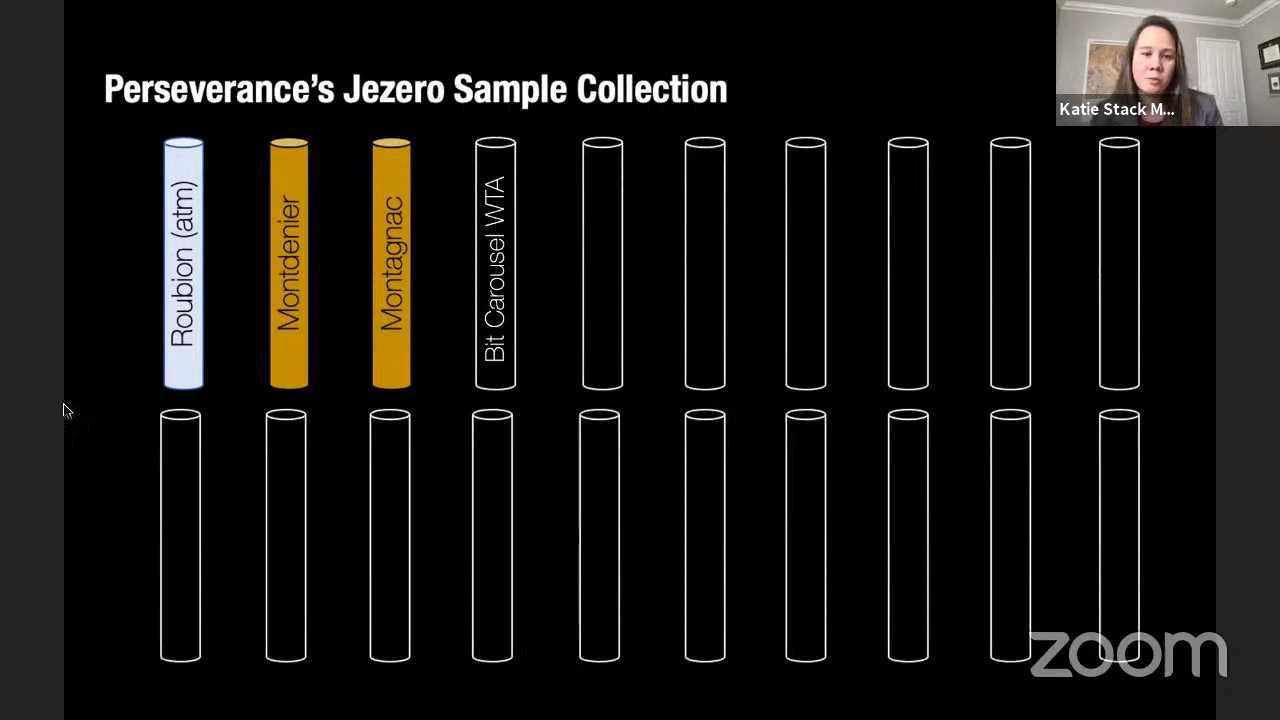 Perseverance's Jezero Sample Collection
Katie Stack M...
Roubion (atm)
Montdenier
Montagnac
Bit Carousel WTA
zoom